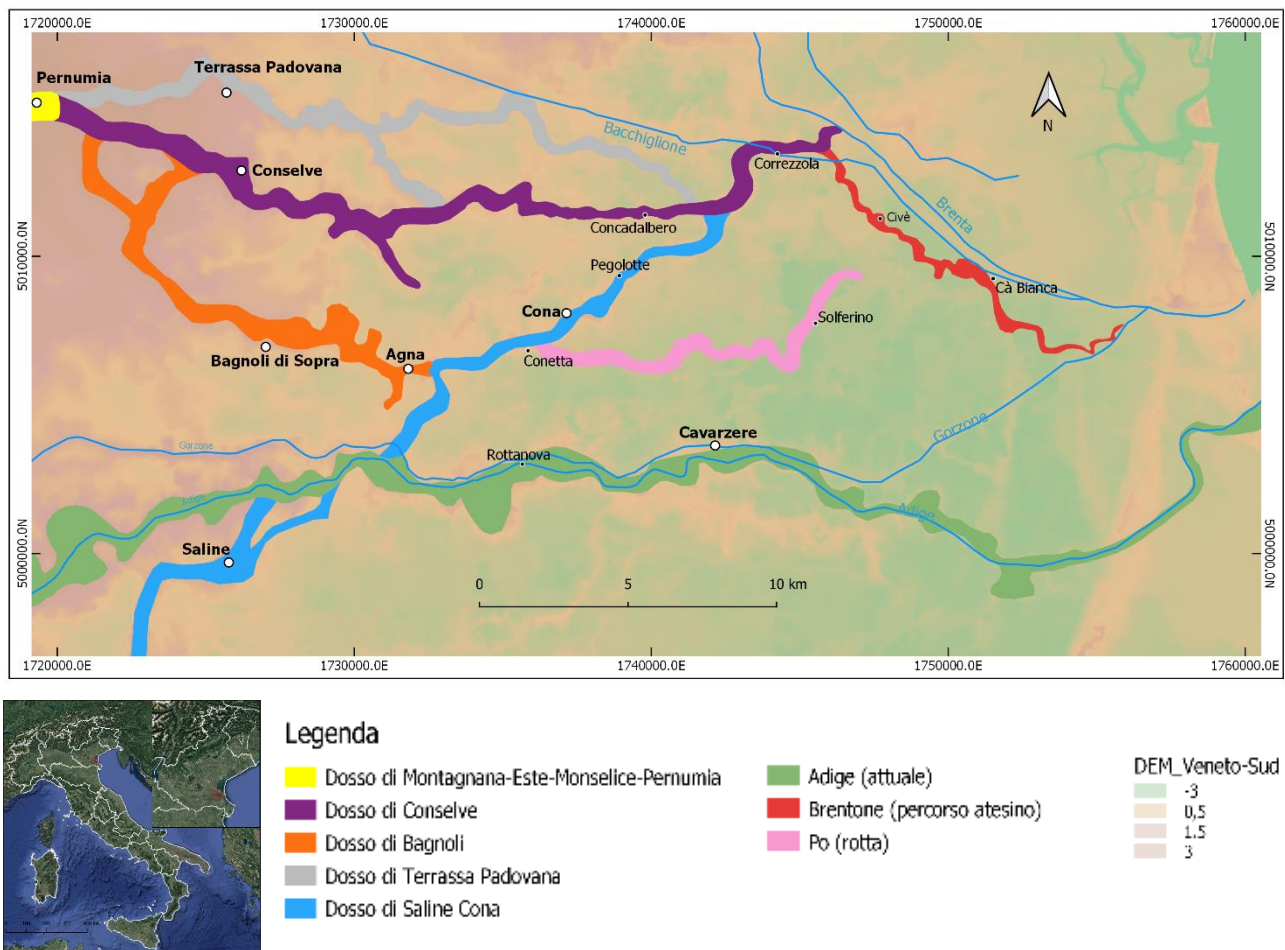 1720000.0E 1730000.0E 1740000.0E 1750000.0E 1760000.0E
Pernumia
Terrassa Padovana
Bacchiglione
N
Correzzola
Conselve
Civè
Brenta
Concadalbero
5010000.0N
5010000.0N
Pegolotte
Cà Bianca
Cona
Solferino
Bagnoli di Sopra
Agna
Conetta
Gorzone
Cavarzere
Gorzone
Rottanova
Adige
Adige
Saline
5000000.0N
5000000.0N
0 5 10 km
1720000.0E 1730000.0E 1740000.0E 1750000.0E 1760000.0E
Legenda
Dosso di Montagnana-Este-Monselice-Pernumia
Dosso di Conselve
Dosso di Bagnoli
Dosso di Terrassa Padovana
Dosso di Saline Cona
Adige (attuale)
Brentone (percorso atesino)
Po (rotta)
DEM_Veneto-Sud
-3
0,5
1.5
3